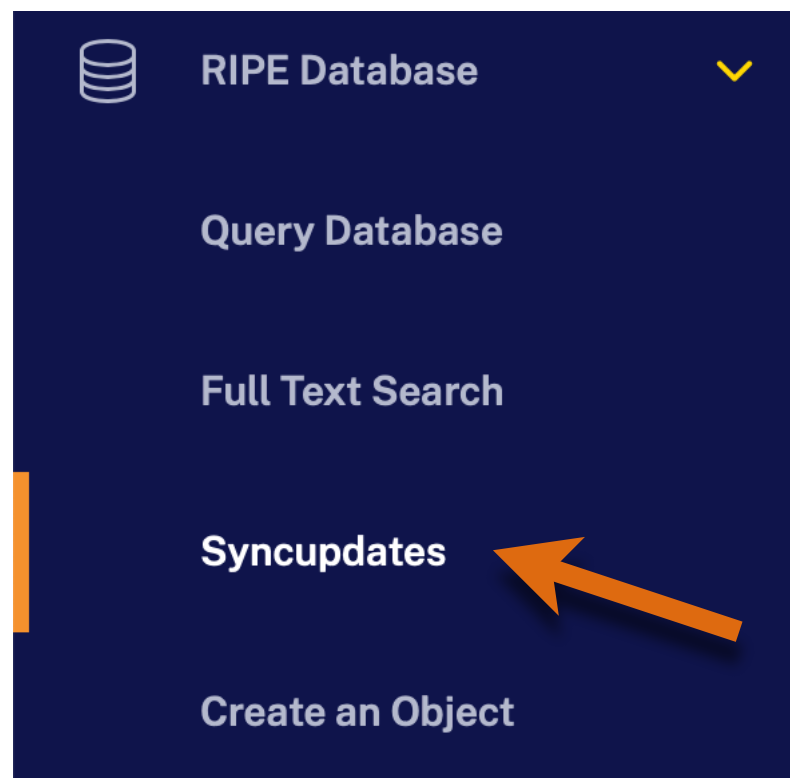 RIPE Database
Query Database
Full Text Search
Syncupdates
Create an Object